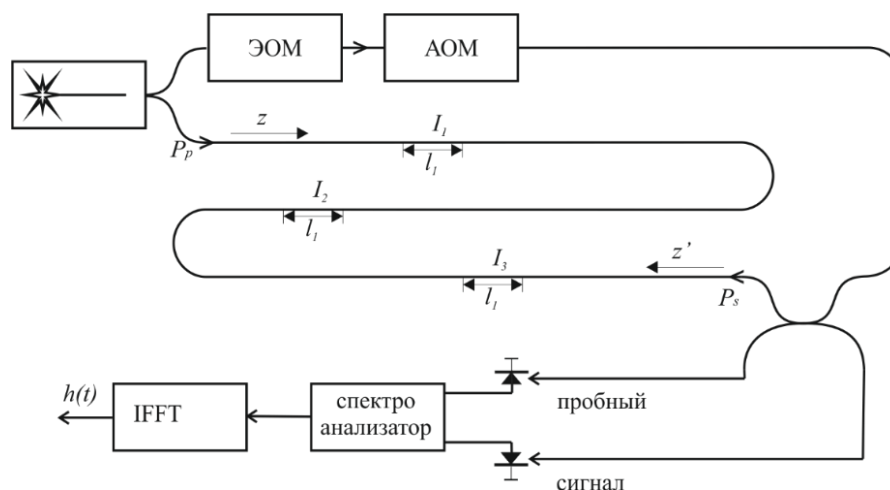 ЭОМ
АОМ
z
I₁
Pₚ
l₁
I₂
l₁
I₃
z’
l₁
Pₛ
h(t)
IFFT
спектро
анализатор
пробный
сигнал